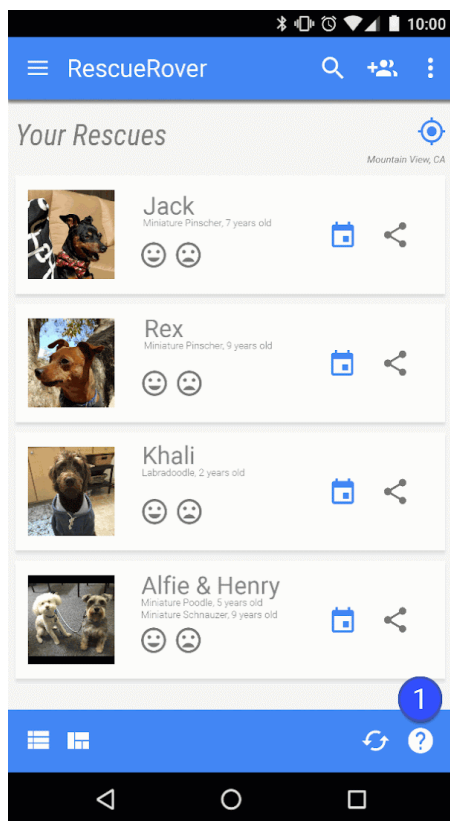 10:00
RescueRover
Your Rescues
Mountain View, CA
Jack
Miniature Pinscher, 7 years old
Rex
Miniature Pinscher, 9 years old
Khali
Labradoodle, 2 years old
Alfie & Henry
Miniature Poodle, 5 years old
Miniature Schnauzer, 9 years old
1
?